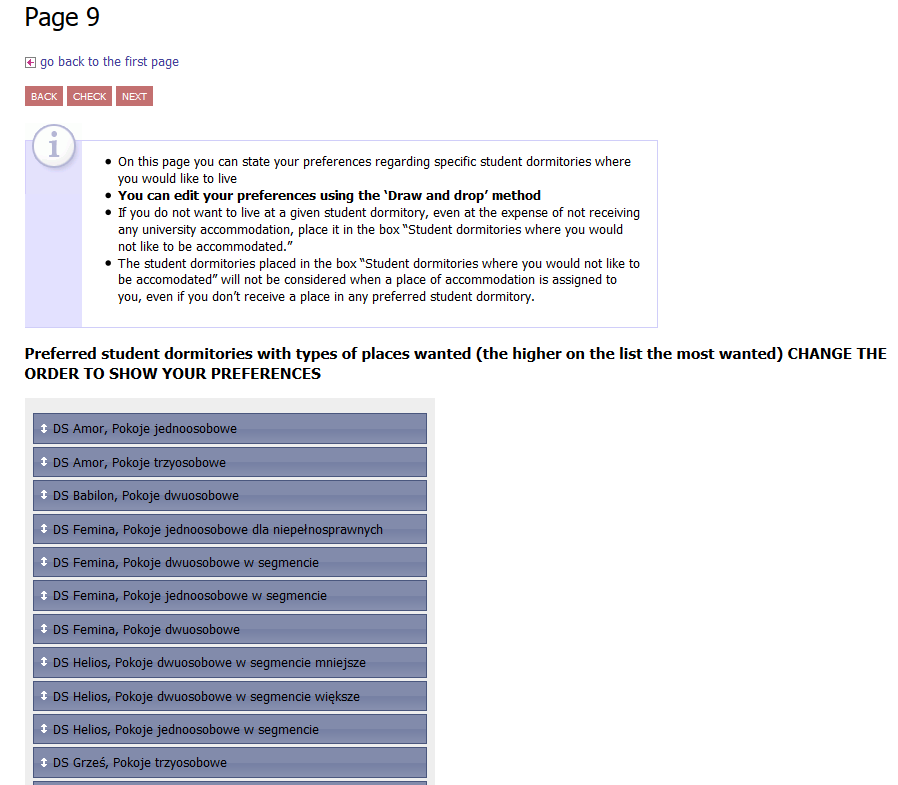 Page 9
go back to the first page
BACK CHECK NEXT
i
• On this page you can state your preferences regarding specific student dormitories where
you would like to live
• You can edit your preferences using the ‘Draw and drop’ method
• If you do not want to live at a given student dormitory, even at the expense of not receiving
any university accommodation, place it in the box “Student dormitories where you would
not like to be accommodated.”
• The student dormitories placed in the box “Student dormitories where you would not like to
be accomodated” will not be considered when a place of accommodation is assigned to
you, even if you don’t receive a place in any preferred student dormitory.
Preferred student dormitories with types of places wanted (the higher on the list the most wanted) CHANGE THE
ORDER TO SHOW YOUR PREFERENCES
DS Amor, Pokoje jednoosobowe
DS Amor, Pokoje trzyosobowe
DS Babilon, Pokoje dwuosobowe
DS Femina, Pokoje jednoosobowe dla niepełnosprawnych
DS Femina, Pokoje dwuosobowe w segmencie
DS Femina, Pokoje jednoosobowe w segmencie
DS Femina, Pokoje dwuosobowe
DS Helios, Pokoje dwuosobowe w segmencie mniejsze
DS Helios, Pokoje dwuosobowe w segmencie większe
DS Helios, Pokoje jednoosobowe w segmencie
DS Grześ, Pokoje trzyosobowe